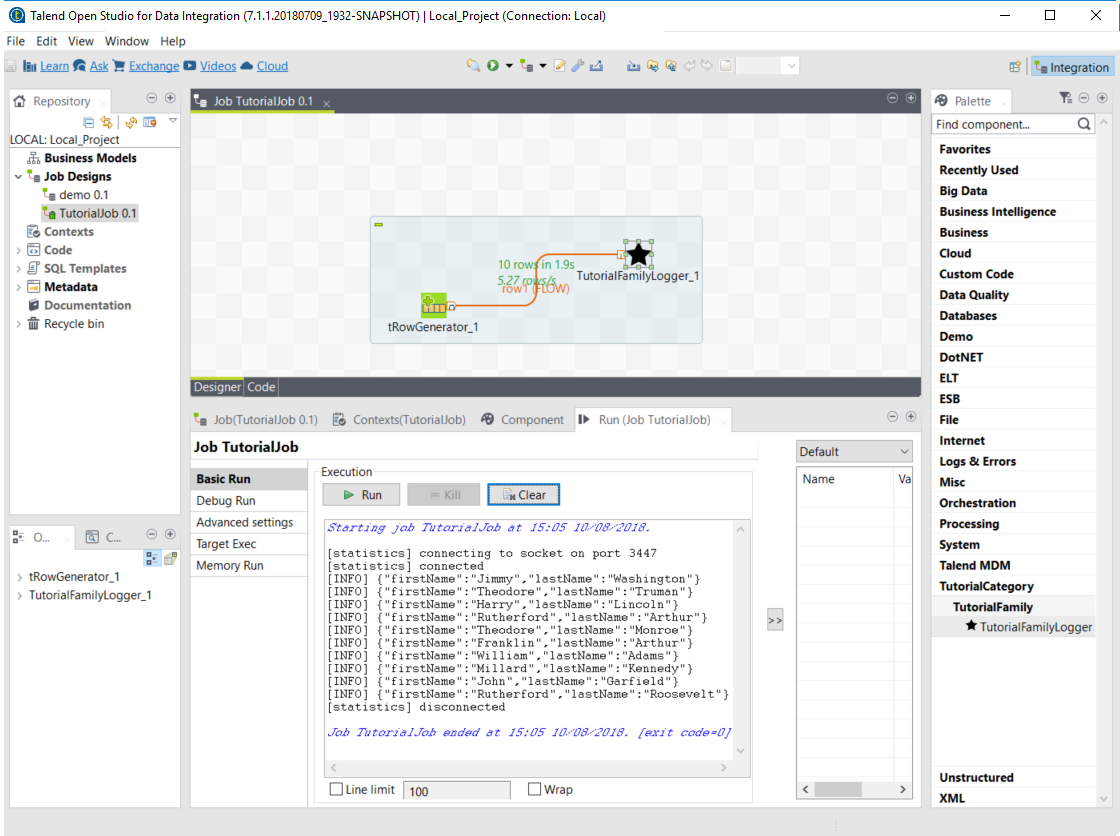 Talend Open Studio for Data Integration (7.1.1.20180709_1932-SNAPSHOT) | Local_Project (Connection: Local)
File Edit View Window Help
Learn Ask Exchange Videos Cloud
Integration
Repository
LOCAL: Local_Project
Business Models
Job Designs
demo 0.1
TutorialJob 0.1
Contexts
Code
SQL Templates
Metadata
Documentation
Recycle bin
O...
C...
tRowGenerator_1
TutorialFamilyLogger_1
Job TutorialJob 0.1
10 rows in 1.9s
5.27 rows/s
row1 (FLOW)
TutorialFamilyLogger_1
tRowGenerator_1
Designer Code
Job(TutorialJob 0.1) Contexts(TutorialJob) Component Run (Job TutorialJob)
Job TutorialJob
Basic Run
Debug Run
Advanced settings
Target Exec
Memory Run
Execution
Run Kill Clear
Starting job TutorialJob at 15:05 10/08/2018.
[statistics] connecting to socket on port 3447
[statistics] connected
[INFO] {"firstName":"Jimmy","lastName":"Washington"}
[INFO] {"firstName":"Theodore","lastName":"Truman"}
[INFO] {"firstName":"Harry","lastName":"Lincoln"}
[INFO] {"firstName":"Rutherford","lastName":"Arthur"}
[INFO] {"firstName":"Theodore","lastName":"Monroe"}
[INFO] {"firstName":"Franklin","lastName":"Arthur"}
[INFO] {"firstName":"William","lastName":"Adams"}
[INFO] {"firstName":"Millard","lastName":"Kennedy"}
[INFO] {"firstName":"John","lastName":"Garfield"}
[INFO] {"firstName":"Rutherford","lastName":"Roosevelt"}
[statistics] disconnected
Job TutorialJob ended at 15:05 10/08/2018. [exit code=0]
Line limit 100 Wrap
>>
Default
Name Va
Palette
Find component...
Favorites
Recently Used
Big Data
Business Intelligence
Business
Cloud
Custom Code
Data Quality
Databases
Demo
DotNET
ELT
ESB
File
Internet
Logs & Errors
Misc
Orchestration
Processing
System
Talend MDM
TutorialCategory
TutorialFamily
TutorialFamilyLogger
Unstructured
XML